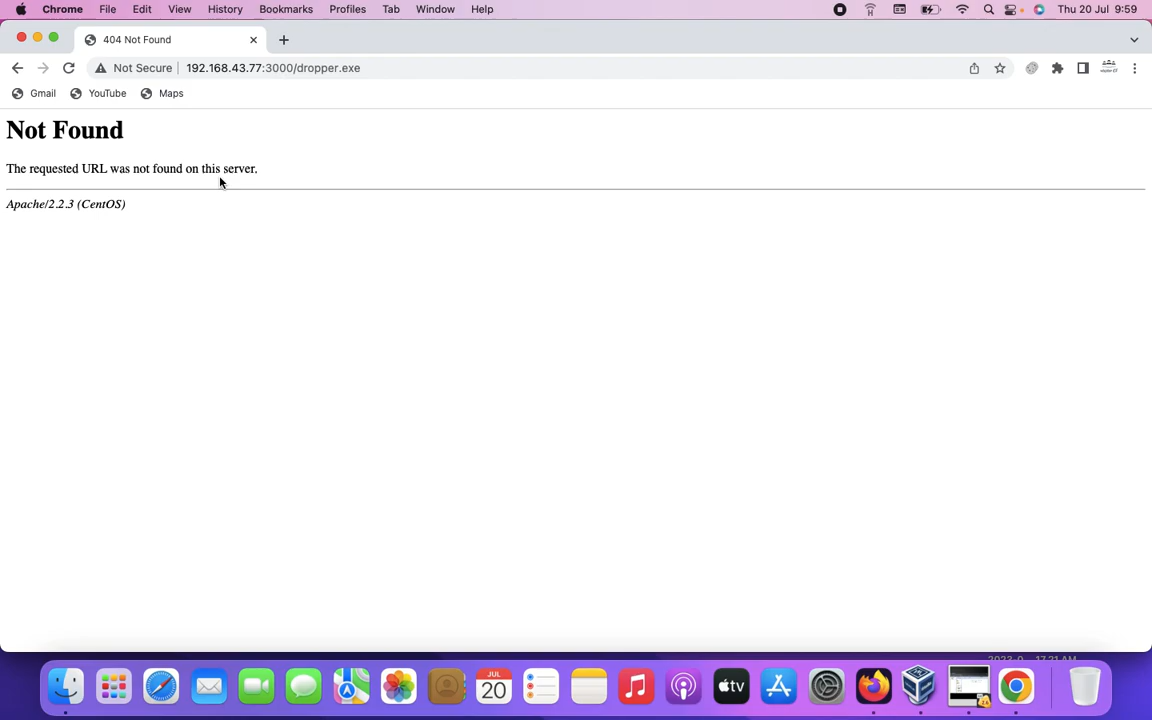 Chrome File Edit View History Bookmarks Profiles Tab Window Help Thu 20 Jul 9:59
404 Not Found
Not Secure 192.168.43.77:3000/dropper.exe
Gmail YouTube Maps
Not Found
The requested URL was not found on this server.
Apache/2.2.3 (CentOS)
JUL
20
tv